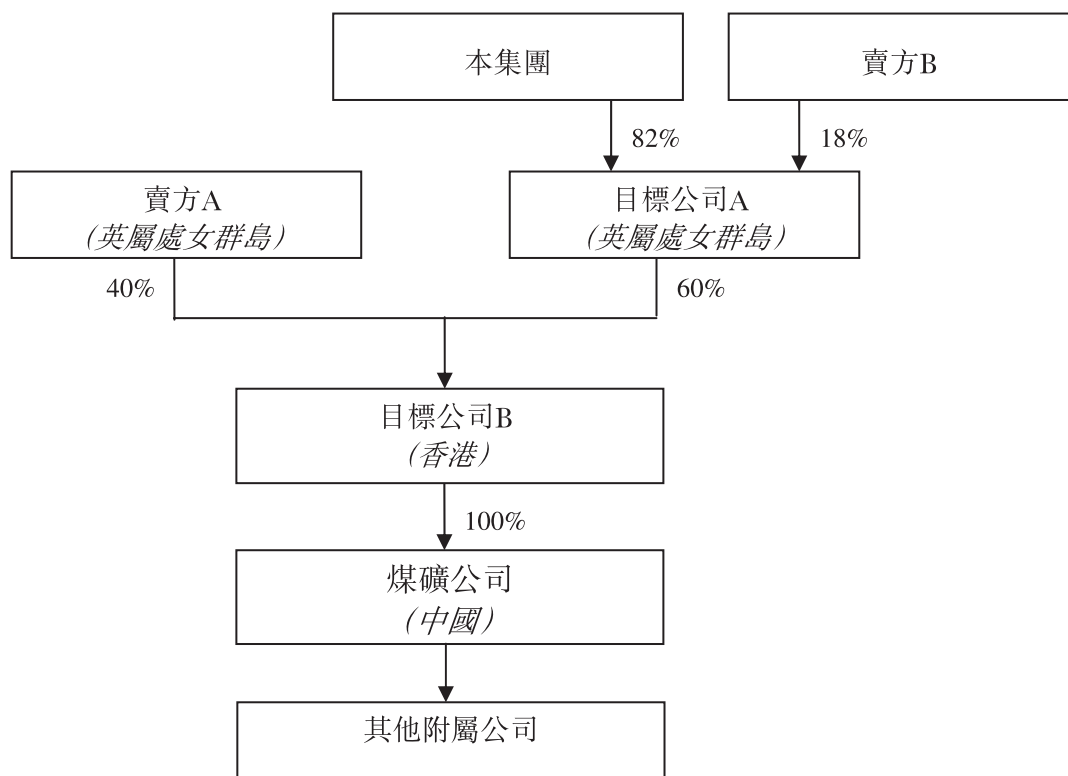 本集團
賣方B
82%
18%
賣方A
(英屬處女群島)
目標公司A
(英屬處女群島)
40%
60%
目標公司B
(香港)
100%
煤礦公司
(中國)
其他附屬公司